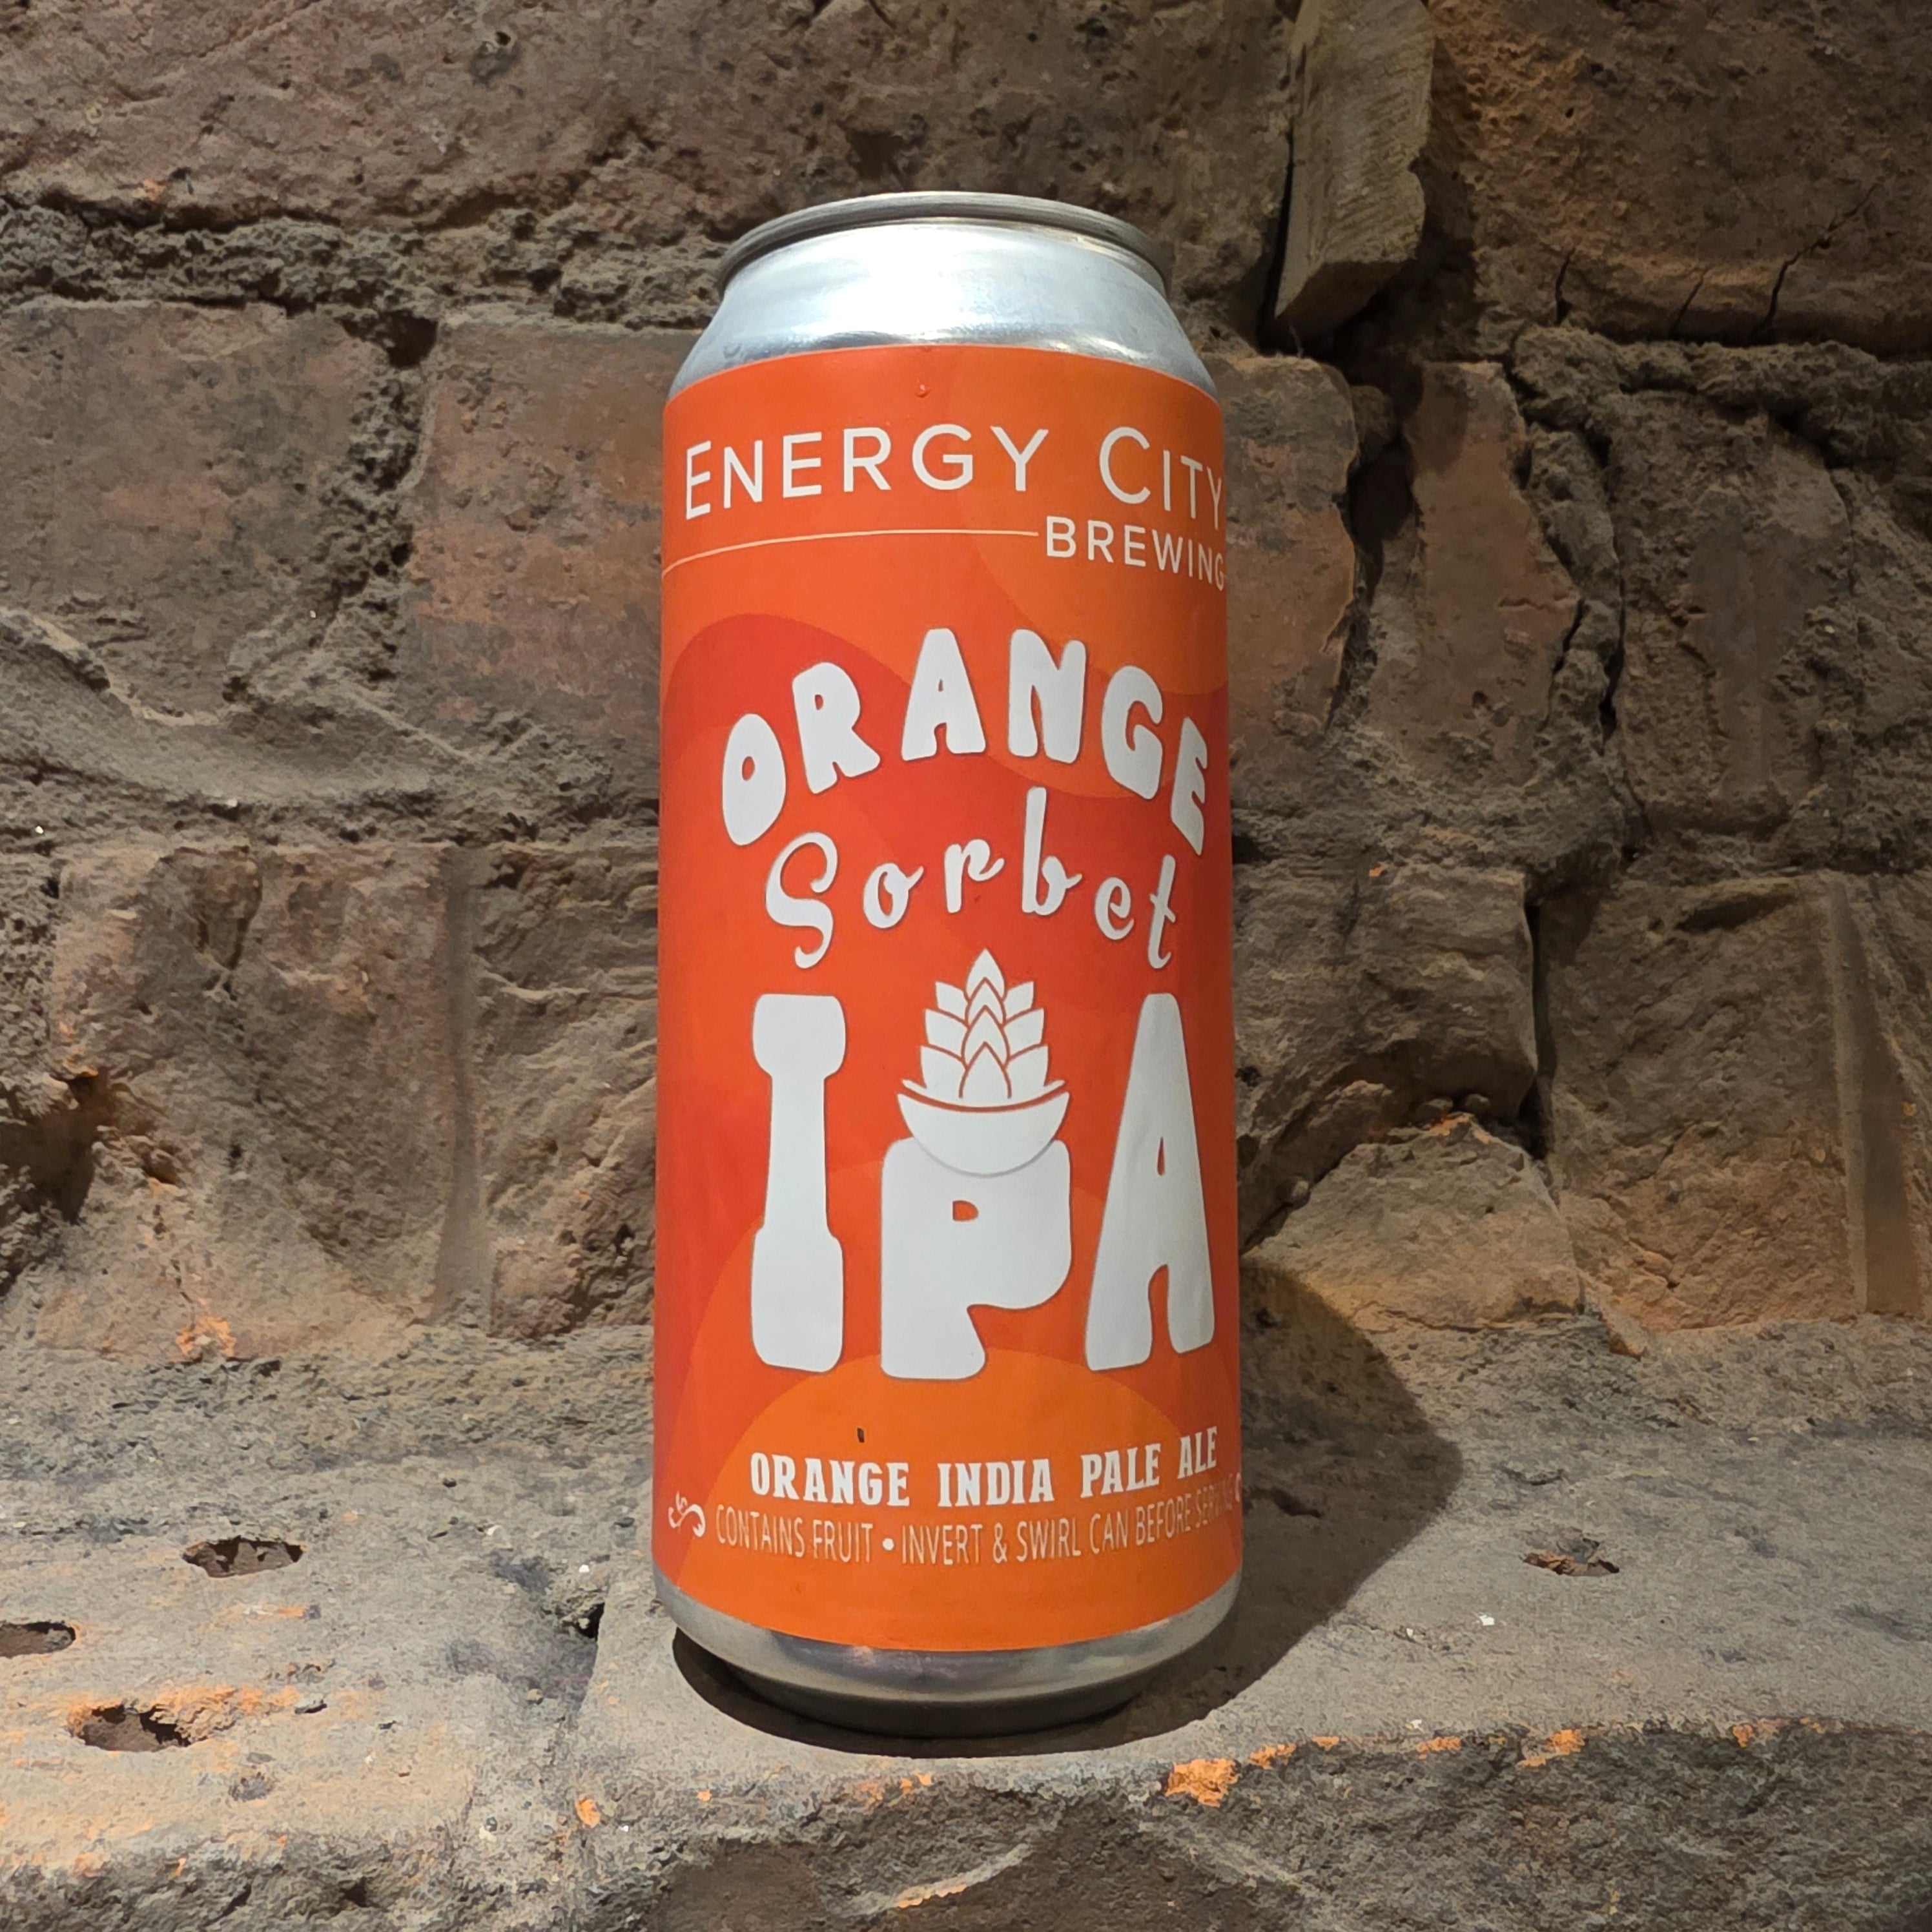 ENERGY CITY
BREWING
ORANGE
Sorbet
IPA
ORANGE INDIA PALE ALE
CONTAINS FRUIT • INVERT & SWIRL CAN BEFORE